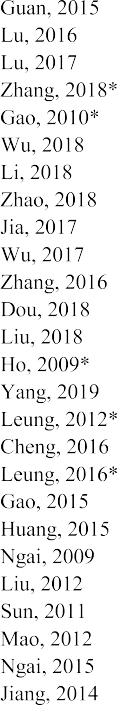 Guan, 2015
Lu, 2016
Lu, 2017
Zhang, 2018*
Gao, 2010*
Wu, 2018
Li, 2018
Zhao, 2018
Jia, 2017
Wu, 2017
Zhang, 2016
Dou, 2018
Liu, 2018
Ho, 2009*
Yang, 2019
Leung, 2012*
Cheng, 2016
Leung, 2016*
Gao, 2015
Huang, 2015
Ngai, 2009
Liu, 2012
Sun, 2011
Mao, 2012
Ngai, 2015
Jiang, 2014